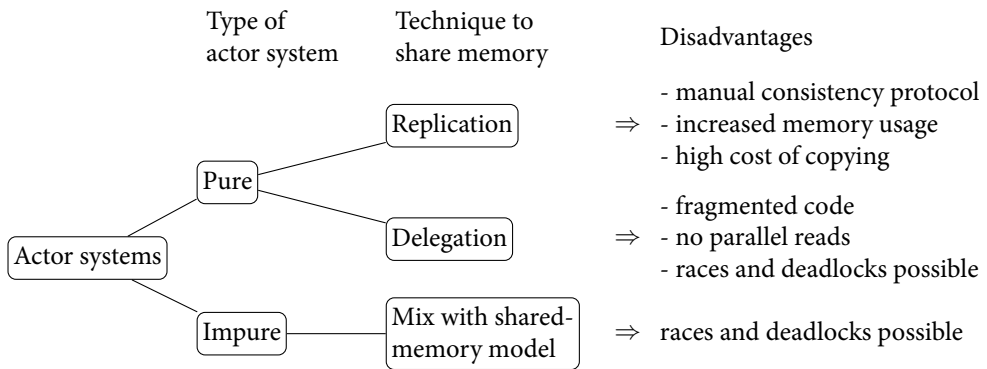 Type of
actor system
Technique to
share memory
Disadvantages
Replication
⇒
- manual consistency protocol
- increased memory usage
- high cost of copying
Pure
Delegation
⇒
- fragmented code
- no parallel reads
- races and deadlocks possible
Actor systems
Impure
Mix with shared-
memory model
⇒
races and deadlocks possible